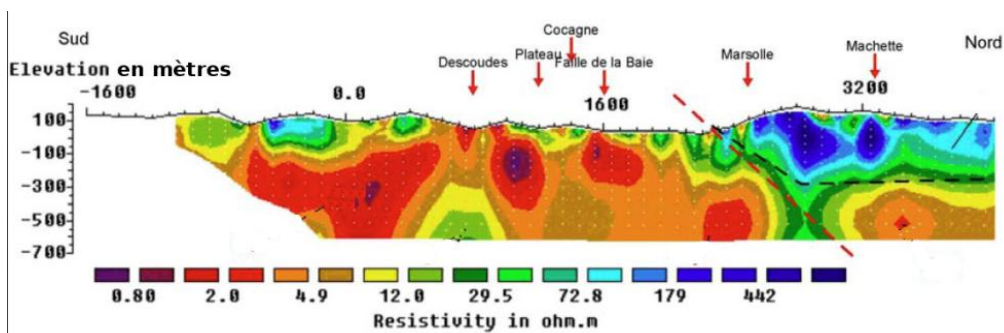 Sud
Cocagne
Nord
Descoudes
Plateau
Faille de la Baie
Marsolle
Machette
Elevation en mètres
-1600
0.0
1600
3200
100
-100
-300
-500
-700
0.80
2.0
4.9
12.0
29.5
72.8
179
442
Resistivity in ohm.m